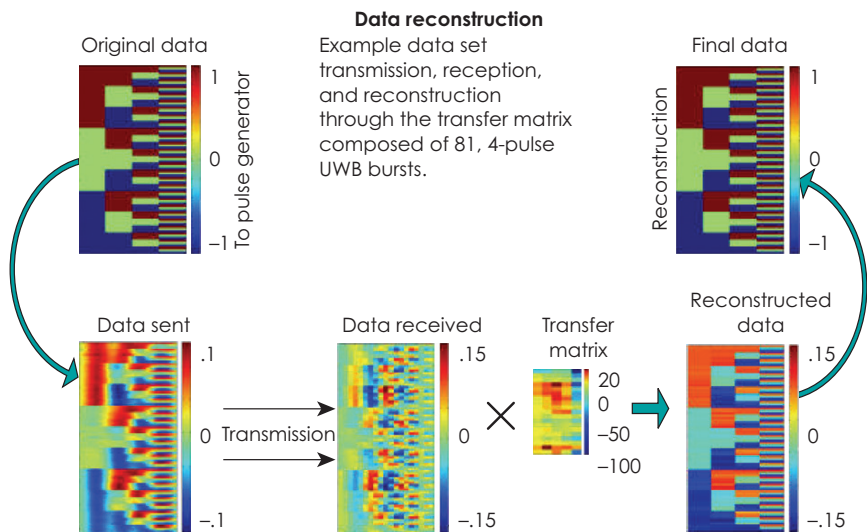 Data reconstruction
Original data
Example data set
transmission, reception,
and reconstruction
through the transfer matrix
composed of 81, 4-pulse
UWB bursts.
Final data
1
0
–1
To pulse generator
Reconstruction
1
0
–1
Data sent
.1
0
–.1
Transmission
Data received
.15
0
–.15
Transfer
matrix
20
0
–50
–100
Reconstructed
data
.15
0
–.15